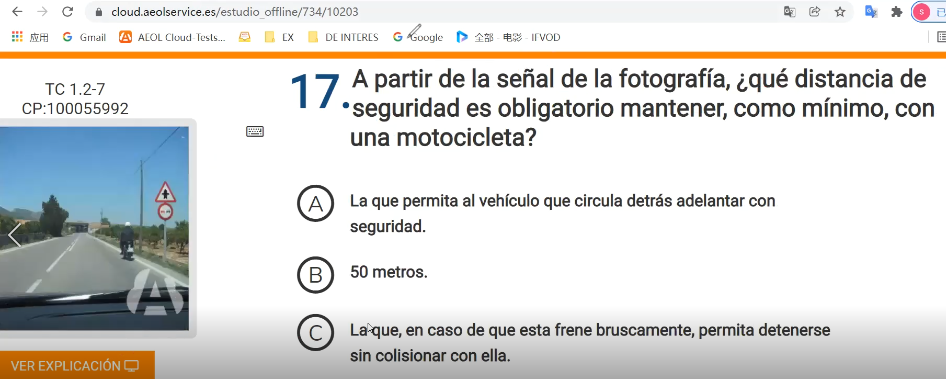 cloud.aeolservice.es/estudio_offline/734/10203
应用 Gmail AEOL Cloud-Tests... EX DE INTERES Google 全部 - 电影 - IFVOD
TC 1.2-7
CP:100055992
17. A partir de la señal de la fotografía, ¿qué distancia de
seguridad es obligatorio mantener, como mínimo, con
una motocicleta?
A La que permita al vehículo que circula detrás adelantar con
seguridad.
B 50 metros.
C La que, en caso de que esta frene bruscamente, permita detenerse
sin colisionar con ella.
VER EXPLICACIÓN